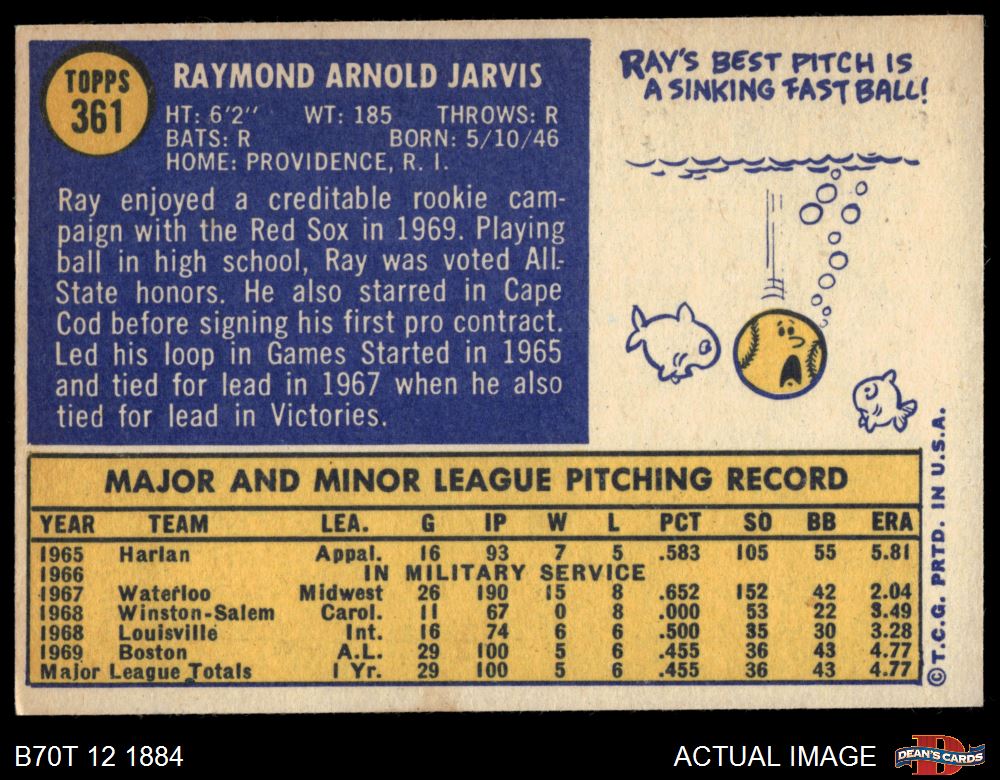 TOPPS
361
RAYMOND ARNOLD JARVIS
HT: 6'2" WT: 185 THROWS: R
BATS: R BORN: 5/10/46
HOME: PROVIDENCE, R. I.
Ray enjoyed a creditable rookie cam-
paign with the Red Sox in 1969. Playing
ball in high school, Ray was voted All-
State honors. He also starred in Cape
Cod before signing his first pro contract.
Led his loop in Games Started in 1965
and tied for lead in 1967 when he also
tied for lead in Victories.
RAY'S BEST PITCH IS
A SINKING FAST BALL!
MAJOR AND MINOR LEAGUE PITCHING RECORD
YEAR TEAM LEA. G IP W L PCT SO BB ERA
1965 Harlan Appal. 16 93 7 5 .583 105 55 5.81
1966 IN MILITARY SERVICE
1967 Waterloo Midwest 26 190 15 8 .652 152 42 2.04
1968 Winston-Salem Carol. 11 67 0 8 .000 53 22 3.49
1968 Louisville Int. 16 74 6 6 .500 35 30 3.28
1969 Boston A.L. 29 100 5 6 .455 36 43 4.77
Major League Totals 1 Yr. 29 100 5 6 .455 36 43 4.77
©T.C.G. PRTD. IN U.S.A.
B70T 12 1884
ACTUAL IMAGE
DEAN'S CARDS